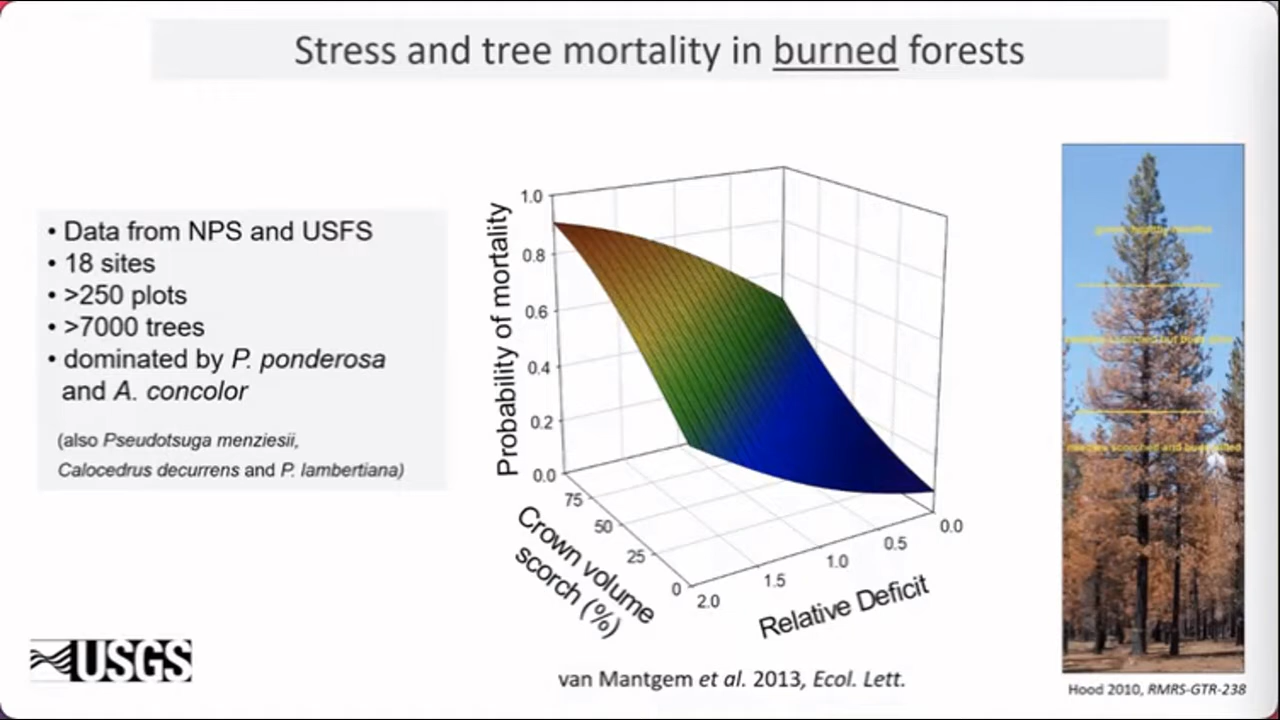 Stress and tree mortality in burned forests
• Data from NPS and USFS
• 18 sites
• >250 plots
• >7000 trees
• dominated by P. ponderosa
and A. concolor
(also Pseudotsuga menziesii,
Calocedrus decurrens and P. lambertiana)
USGS
Probability of mortality
1.0
0.8
0.6
0.4
0.2
0.0
75
50
25
0
Crown volume
scorch (%)
2.0
1.5
1.0
0.5
0.0
Relative Deficit
van Mantgem et al. 2013, Ecol. Lett.
needles scorched and
Hood 2010, RMRS-GTR-238